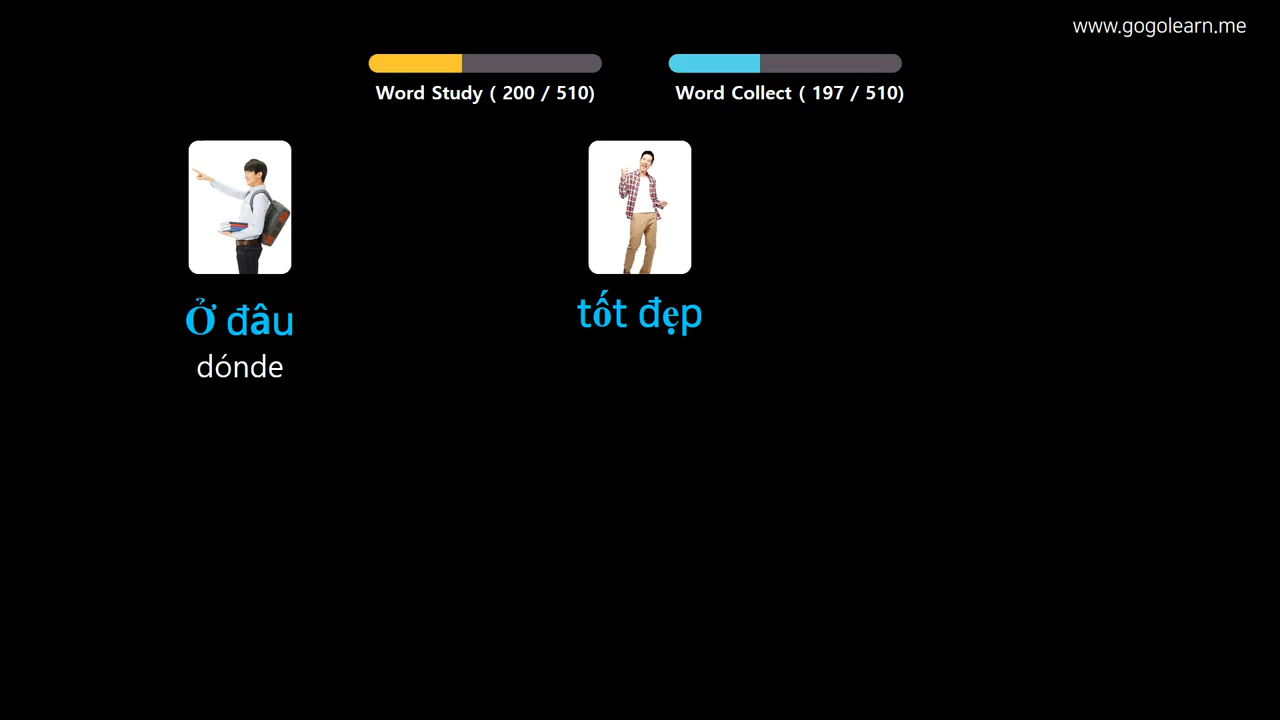 www.gogolearn.me
Word Study ( 200 / 510)
Word Collect ( 197 / 510)
Ở đâu
dónde
tốt đẹp